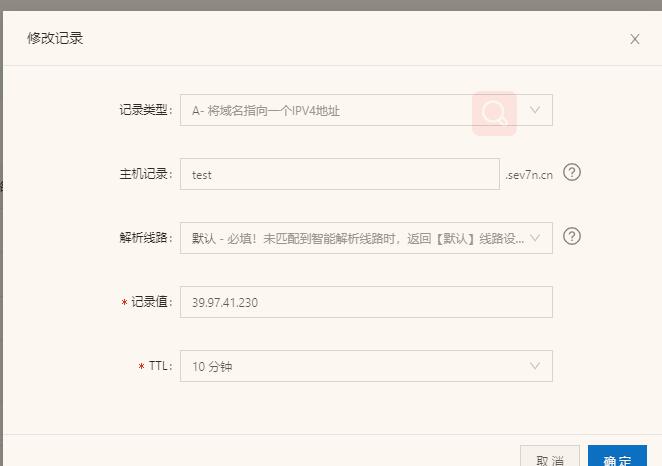 修改记录
记录类型: A- 将域名指向一个IPV4地址
主机记录: test .sev7n.cn ?
解析线路: 默认 - 必填！未匹配到智能解析线路时，返回【默认】线路设... ?
* 记录值: 39.97.41.230
* TTL: 10 分钟
取消 确定